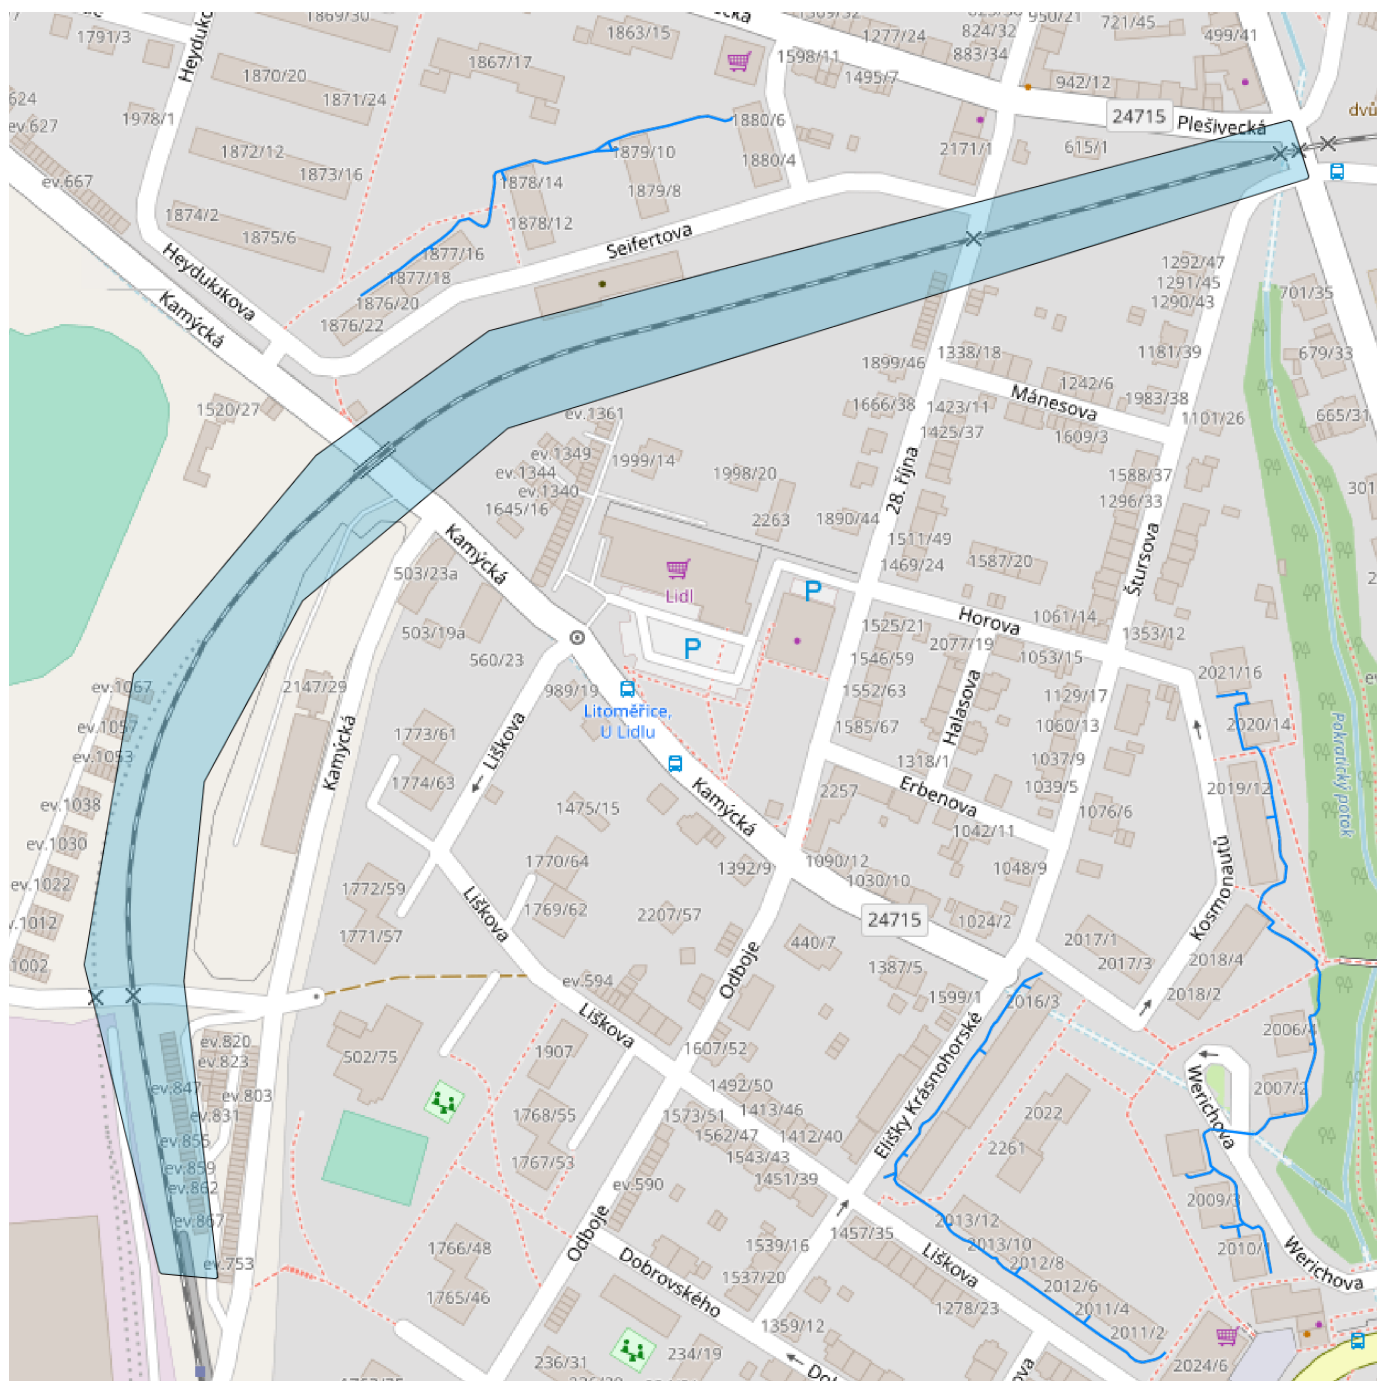 1791/3
1869/30
1863/15
1309/32
1277/24
824/32
883/34
950/21
721/45
499/41
Heydukova
1867/17
1598/11
1495/7
942/12
1870/20
1871/24
ev.627
1978/1
1880/6
24715
Plešivecká
dvů
1872/12
1879/10
1880/4
2171/1
615/1
ev.667
1873/16
1878/14
1879/8
1874/2
1875/6
1878/12
Seifertova
1877/16
1877/18
1292/47
1291/45
1290/43
701/35
Heydukova
Kamýcká
1876/20
1876/22
1899/46
1338/18
1181/39
679/33
1242/6
Mánesova
1983/38
1520/27
ev.1361
1666/38
1423/11
1425/37
1609/3
1101/26
665/31
ev.1349
ev.1344
ev.1340
1645/16
1999/14
1998/20
28. října
1588/37
1296/33
2263
1890/44
1511/49
1469/24
1587/20
Štursova
Kamýcká
503/23a
Lidl
P
P
503/19a
560/23
1525/21
2077/19
Horova
1061/14
1353/12
1546/59
1053/15
2021/16
ev.1067
2147/29
989/19
1552/63
Halasova
1129/17
2020/14
Litoměřice,
U Lidlu
ev.1057
ev.1053
Kamýcká
1773/61
Liškova
1585/67
1060/13
Pokratický potok
1774/63
1318/1
1037/9
1039/5
2019/12
ev.1038
1475/15
Kamýcká
2257
Erbenova
1076/6
ev.1030
1042/11
Kosmonautů
1770/64
1392/9
1090/12
1030/10
1048/9
ev.1022
1772/59
1769/62
Liškova
2207/57
24715
1024/2
1771/57
440/7
2017/1
2017/3
2018/4
1387/5
Odboje
2018/2
ev.594
1599/1
2016/3
Liškova
2006/4
ev.820
ev.823
502/75
1907
1607/52
Elišky Krásnohorské
ev.847
ev.803
ev.831
1492/50
2007/2
1768/55
1573/51
1413/46
2022
Werichova
ev.855
1562/47
1412/40
1767/53
1543/43
2261
ev.859
ev.862
ev.590
1451/39
2009/3
ev.867
2013/12
1457/35
2013/10
Odboje
1766/48
1539/16
Liškova
2012/8
2010/1
Werichova
ev.753
Dobrovského
1537/20
2012/6
1765/46
1278/23
2011/4
1359/12
2011/2
236/31
234/19
2024/6